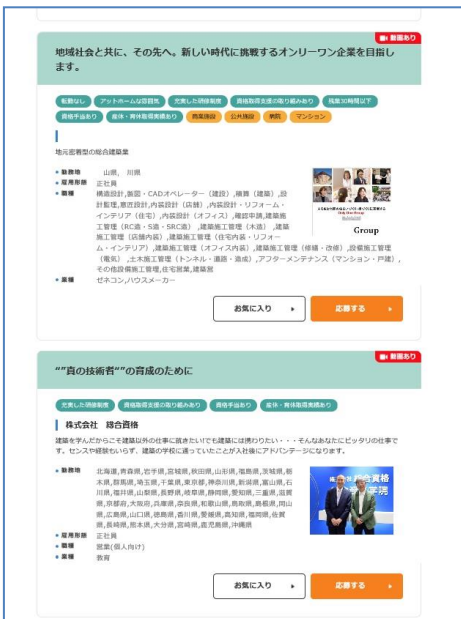 動画あり
地域社会と共に、その先へ。新しい時代に挑戦するオンリーワン企業を目指し
ます。
転勤なし アットホームな雰囲気 充実した研修制度 資格取得支援の取り組みあり 残業30時間以下
資格手当あり 産休・育休取得実績あり 商業施設 公共施設 病院 マンション
地元密着型の総合建築業
勤務地 山県, 川県
雇用形態 正社員
職種 構造設計,製図・CADオペレーター（建設）,積算（建築）,設
計監理,意匠設計,内装設計（店舗）,内装設計・リフォーム・
インテリア（住宅）,内装設計（オフィス）,確認申請,建築施
工管理（RC造・S造・SRC造）,建築施工管理（木造）,建築
施工管理（店舗内装）,建築施工管理（住宅内装・リフォー
ム・インテリア）,建築施工管理（オフィス内装）,建築施工管理（修繕・改修）,設備施工管理
（電気）,土木施工管理（トンネル・道路・造成）,アフターメンテナンス（マンション・戸建）,
その他設備施工管理,住宅営業,建築営
業種 ゼネコン,ハウスメーカー
Only One Group
Group
お気に入り 応募する
動画あり
“”真の技術者“”の育成のために
充実した研修制度 資格取得支援の取り組みあり 資格手当あり 産休・育休取得実績あり
株式会社 総合資格
建築を学んだからこそ建築以外の仕事に就きたい!でも建築には携わりたい・・・そんなあなたにピッタリの仕事で
す。センスや経験もいらず、建築の学校に通っていたことが入社後にアドバンテージになります。
勤務地 北海道,青森県,岩手県,宮城県,秋田県,山形県,福島県,茨城県,栃
木県,群馬県,埼玉県,千葉県,東京都,神奈川県,新潟県,富山県,石
川県,福井県,山梨県,長野県,岐阜県,静岡県,愛知県,三重県,滋賀
県,京都府,大阪府,兵庫県,奈良県,和歌山県,鳥取県,島根県,岡山
県,広島県,山口県,徳島県,香川県,愛媛県,高知県,福岡県,佐賀
県,長崎県,熊本県,大分県,宮崎県,鹿児島県,沖縄県
総合資格
学院
雇用形態 正社員
職種 営業(個人向け)
業種 教育
お気に入り 応募する